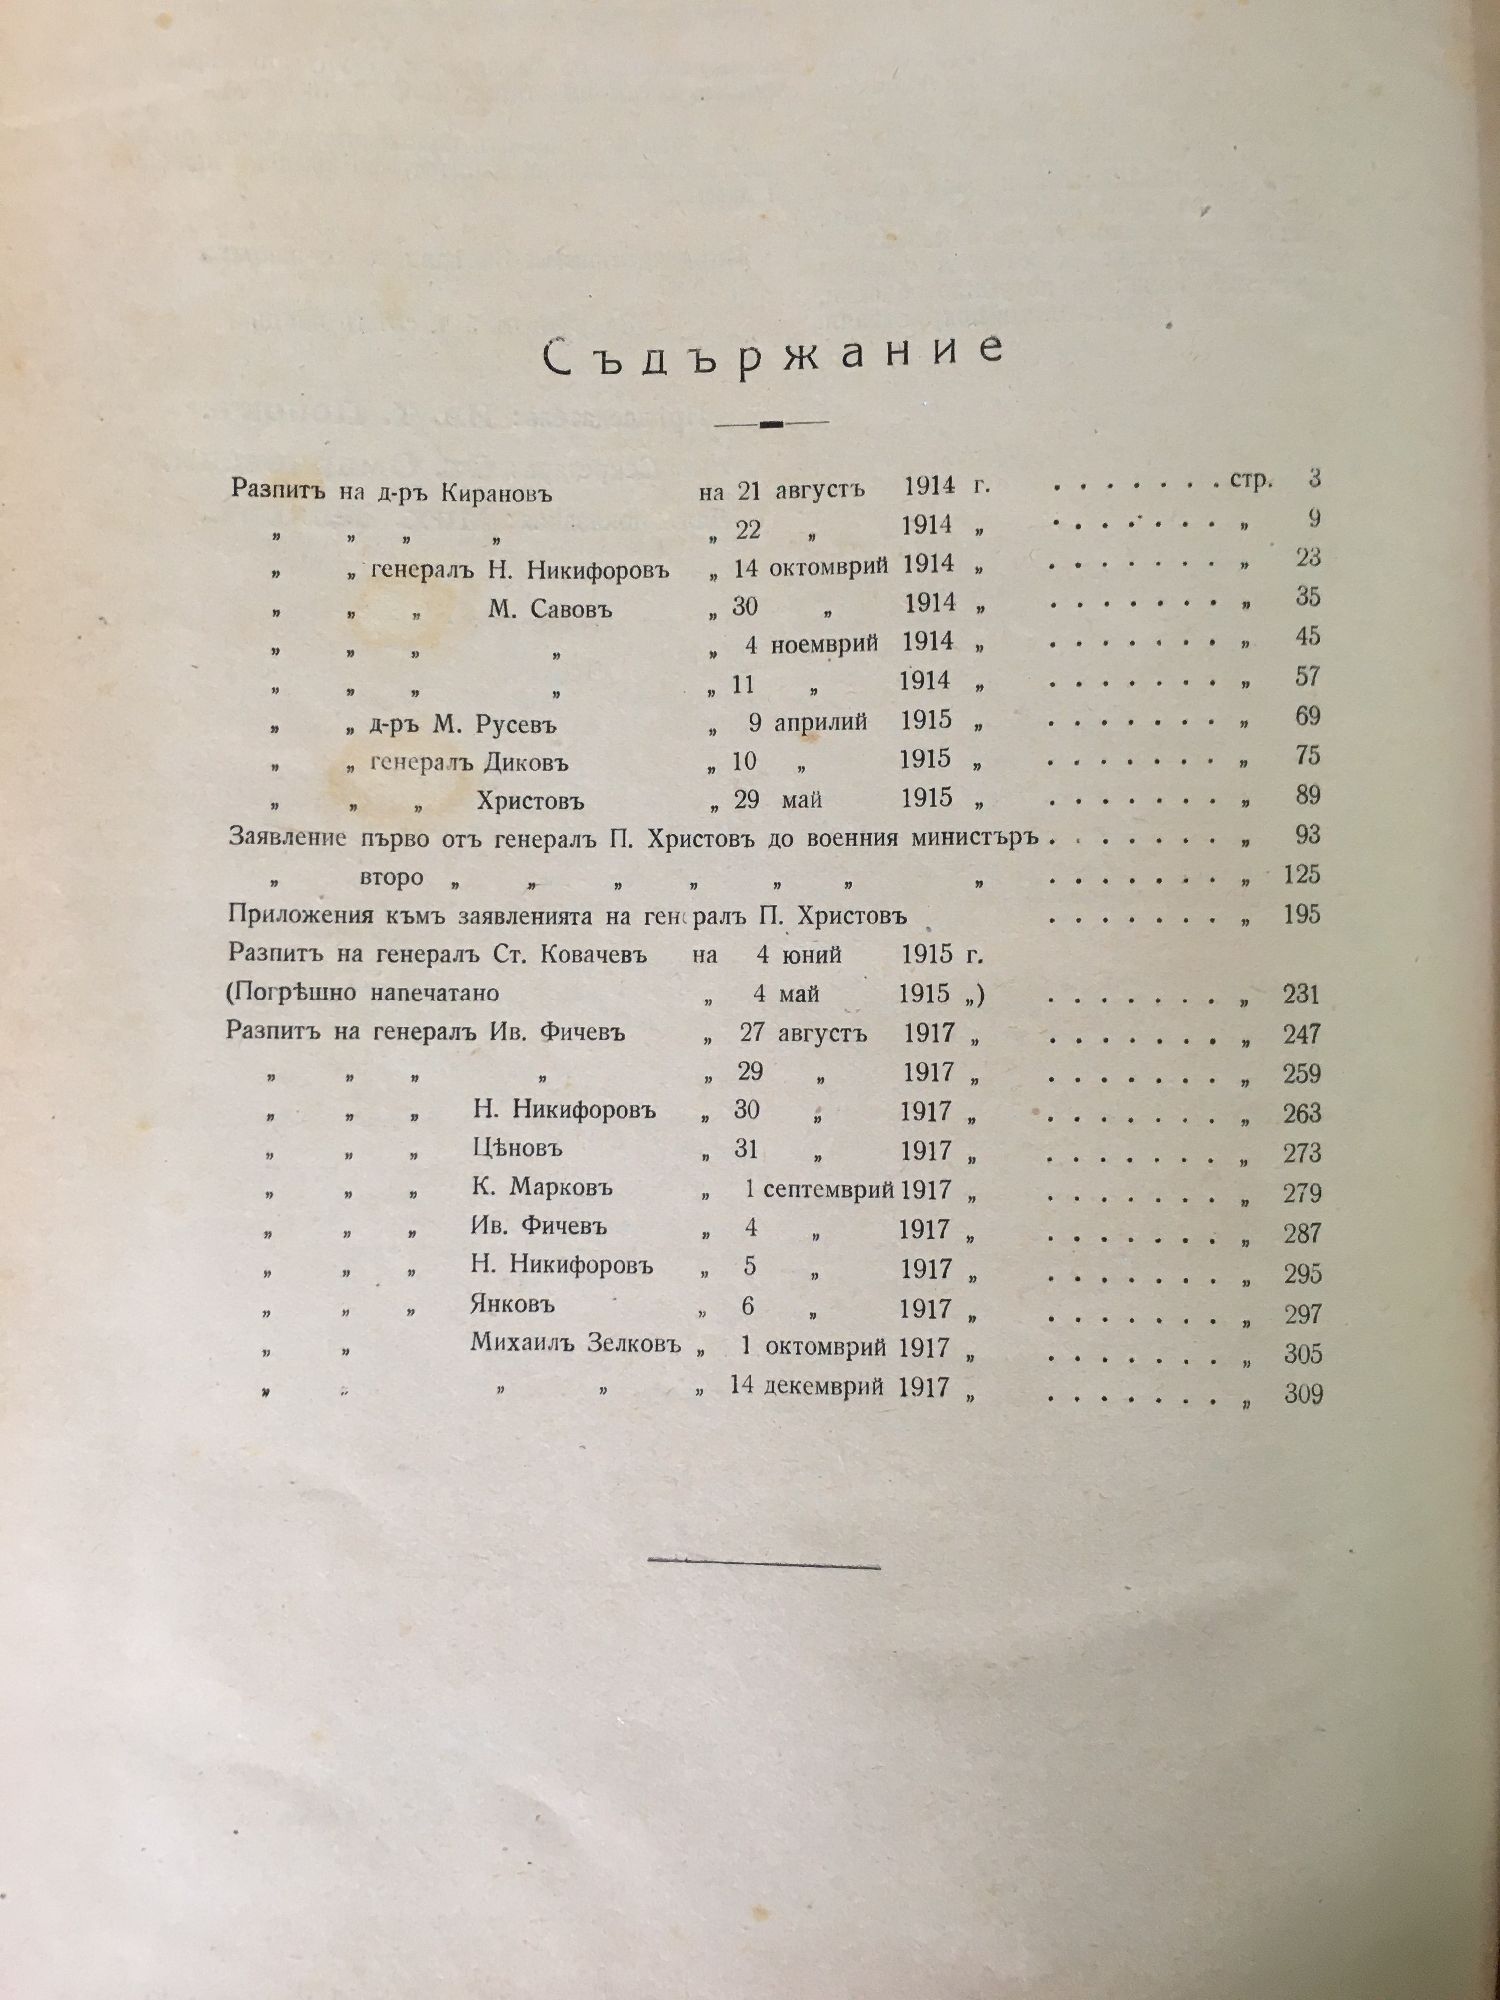 Съдържание
Разпитъ на д-ръ Кирановъ на 21 августъ 1914 г. . . . . . . . стр. 3
„ „ „ „ „ 22 „ 1914 „ . . . . . . . „ 9
„ „ генералъ Н. Никифоровъ „ 14 октомврий 1914 „ . . . . . . . „ 23
„ „ „ М. Савовъ „ 30 „ 1914 „ . . . . . . . „ 35
„ „ „ „ „ 4 ноемврий 1914 „ . . . . . . . „ 45
„ „ „ „ „ 11 „ 1914 „ . . . . . . . „ 57
„ „ д-ръ М. Русевъ „ 9 априлий 1915 „ . . . . . . . „ 69
„ „ генералъ Диковъ „ 10 „ 1915 „ . . . . . . . „ 75
„ „ „ Христовъ „ 29 май 1915 „ . . . . . . . „ 89
Заявление първо отъ генералъ П. Христовъ до военния министъръ . . . . . . . „ 93
„ второ „ „ „ „ „ „ „ . . . . . . . „ 125
Приложения къмъ заявленията на генералъ П. Христовъ . . . . . . . „ 195
Разпитъ на генералъ Ст. Ковачевъ на 4 юний 1915 г.
(Погрѣшно напечатано „ 4 май 1915 „) . . . . . . . „ 231
Разпитъ на генералъ Ив. Фичевъ „ 27 августъ 1917 „ . . . . . . . „ 247
„ „ „ „ „ 29 „ 1917 „ . . . . . . . „ 259
„ „ „ Н. Никифоровъ „ 30 „ 1917 „ . . . . . . . „ 263
„ „ „ Цѣновъ „ 31 „ 1917 „ . . . . . . . „ 273
„ „ „ К. Марковъ „ 1 септемврий 1917 „ . . . . . . . „ 279
„ „ „ Ив. Фичевъ „ 4 „ 1917 „ . . . . . . . „ 287
„ „ „ Н. Никифоровъ „ 5 „ 1917 „ . . . . . . . „ 295
„ „ „ Янковъ „ 6 „ 1917 „ . . . . . . . „ 297
„ „ Михаилъ Зелковъ „ 1 октомврий 1917 „ . . . . . . . „ 305
„ „ „ „ „ 14 декемврий 1917 „ . . . . . . . „ 309